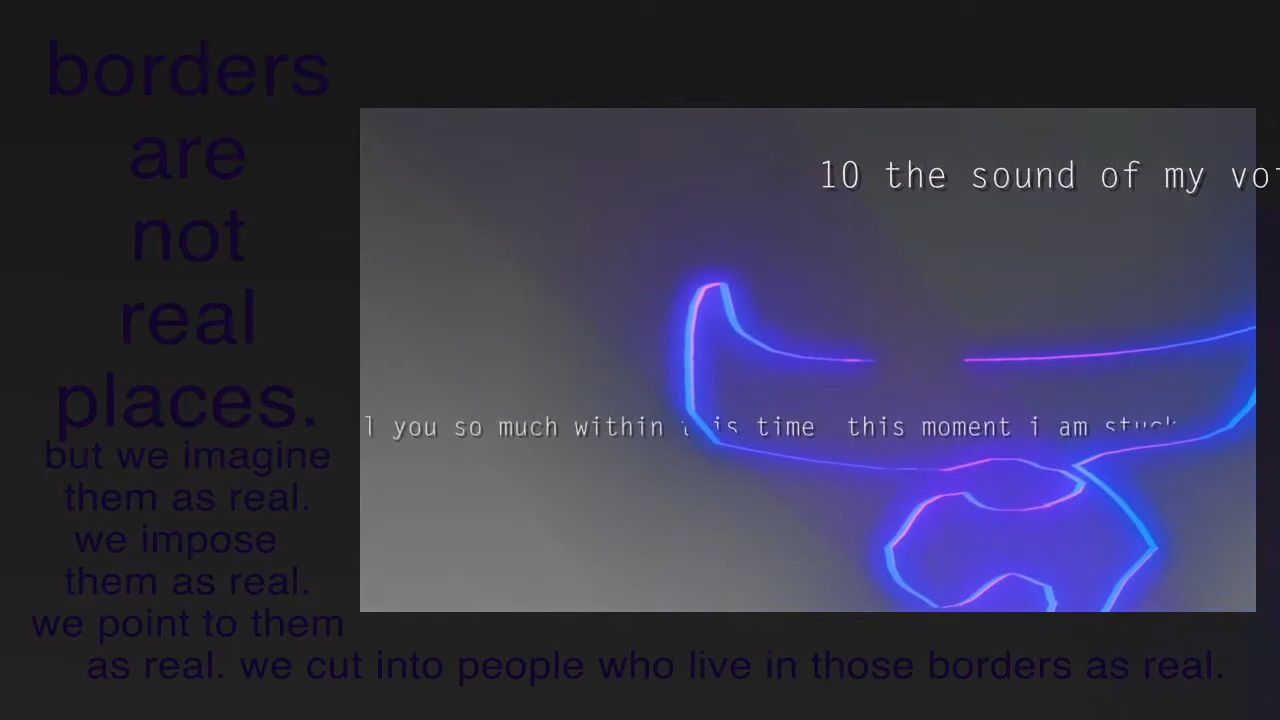 borders
are
not
real
places.
but we imagine
them as real.
we impose
them as real.
we point to them
as real. we cut into people who live in those borders as real.
10 the sound of my
you so much within is time this moment i am stuck